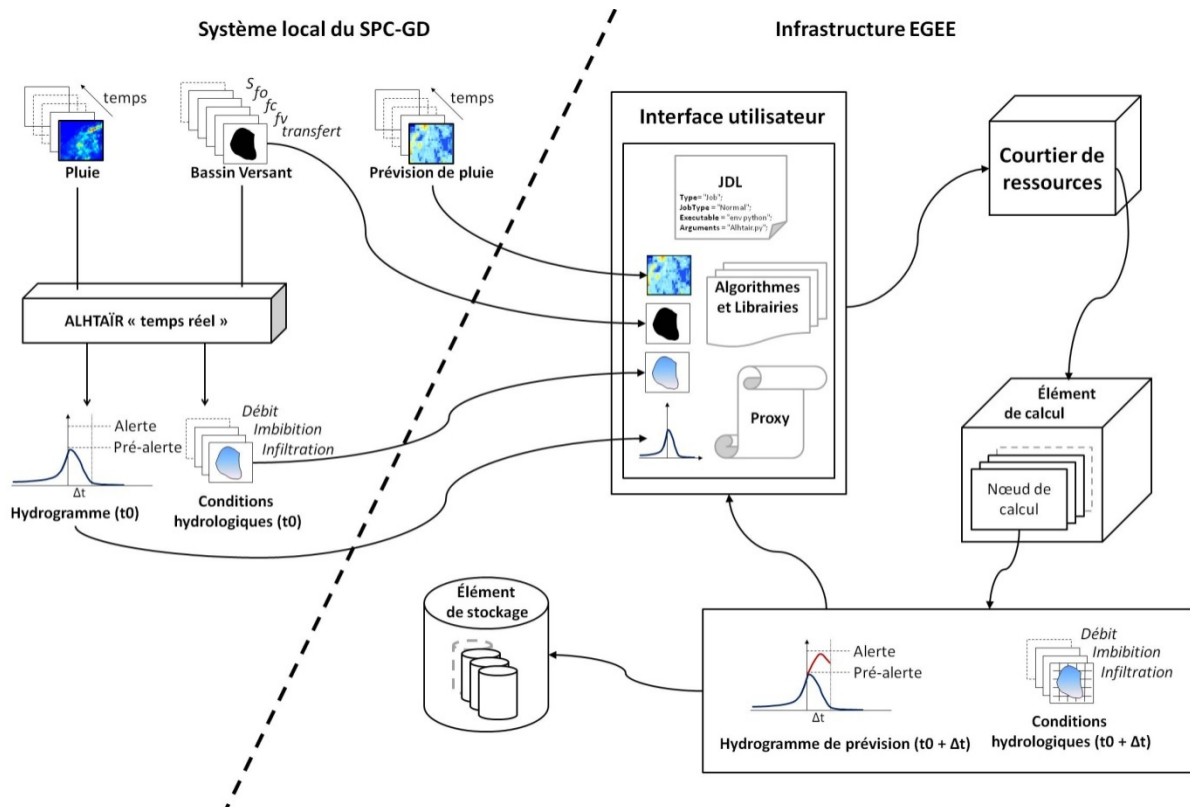 Système local du SPC-GD
Infrastructure EGEE
temps
Pluie
S
fo
fc
fv
transfert
Bassin Versant
temps
Prévision de pluie
ALHTAÏR « temps réel »
Alerte
Pré-alerte
Δt
Hydrogramme (t0)
Débit
Imbibition
Infiltration
Conditions
hydrologiques (t0)
Interface utilisateur
JDL
Type= "Job";
JobType = "Normal";
Executable = "env python";
Arguments = "Alhtair.py";
Algorithmes
et Librairies
Proxy
Courtier de
ressources
Élément
de calcul
Nœud de
calcul
Élément
de stockage
Alerte
Pré-alerte
Δt
Hydrogramme de prévision (t0 + Δt)
Débit
Imbibition
Infiltration
Conditions
hydrologiques (t0 + Δt)